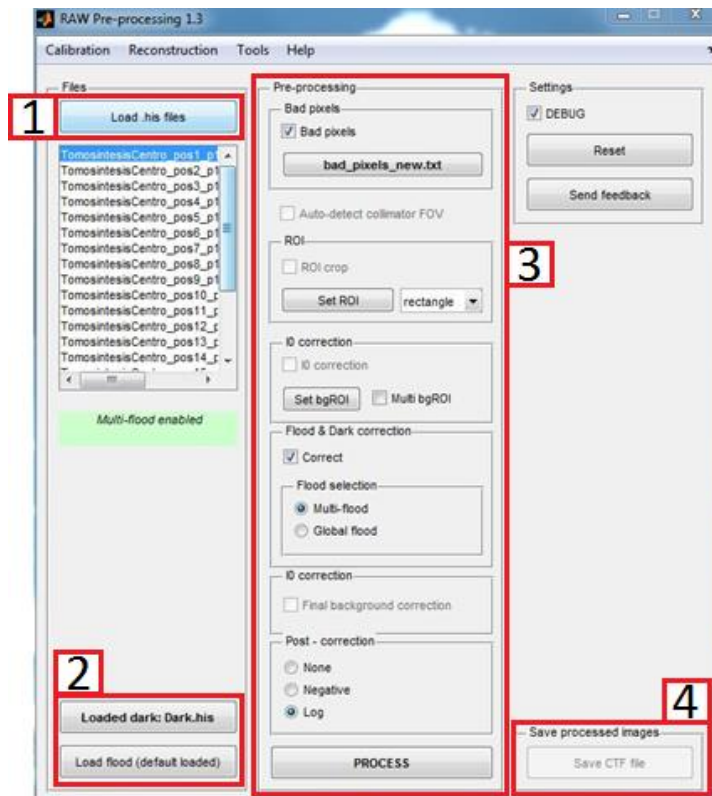 RAW Pre-processing 1.3
Calibration Reconstruction Tools Help
Files
1
Load .his files
TomosintesisCentro_pos1_p1
TomosintesisCentro_pos2_p1
TomosintesisCentro_pos3_p1
TomosintesisCentro_pos4_p1
TomosintesisCentro_pos5_p1
TomosintesisCentro_pos6_p1
TomosintesisCentro_pos7_p1
TomosintesisCentro_pos8_p1
TomosintesisCentro_pos9_p1
TomosintesisCentro_pos10_p
TomosintesisCentro_pos11_p
TomosintesisCentro_pos12_p
TomosintesisCentro_pos13_p
TomosintesisCentro_pos14_p
Multi-flood enabled
2
Loaded dark: Dark.his
Load flood (default loaded)
Pre-processing
Bad pixels
Bad pixels
bad_pixels_new.txt
Auto-detect collimator FOV
ROI
ROI crop
Set ROI rectangle
I0 correction
I0 correction
Set bgROI Multi bgROI
Flood & Dark correction
Correct
Flood selection
Multi-flood
Global flood
I0 correction
Final background correction
Post - correction
None
Negative
Log
PROCESS
3
Settings
DEBUG
Reset
Send feedback
4
Save processed images
Save CTF file